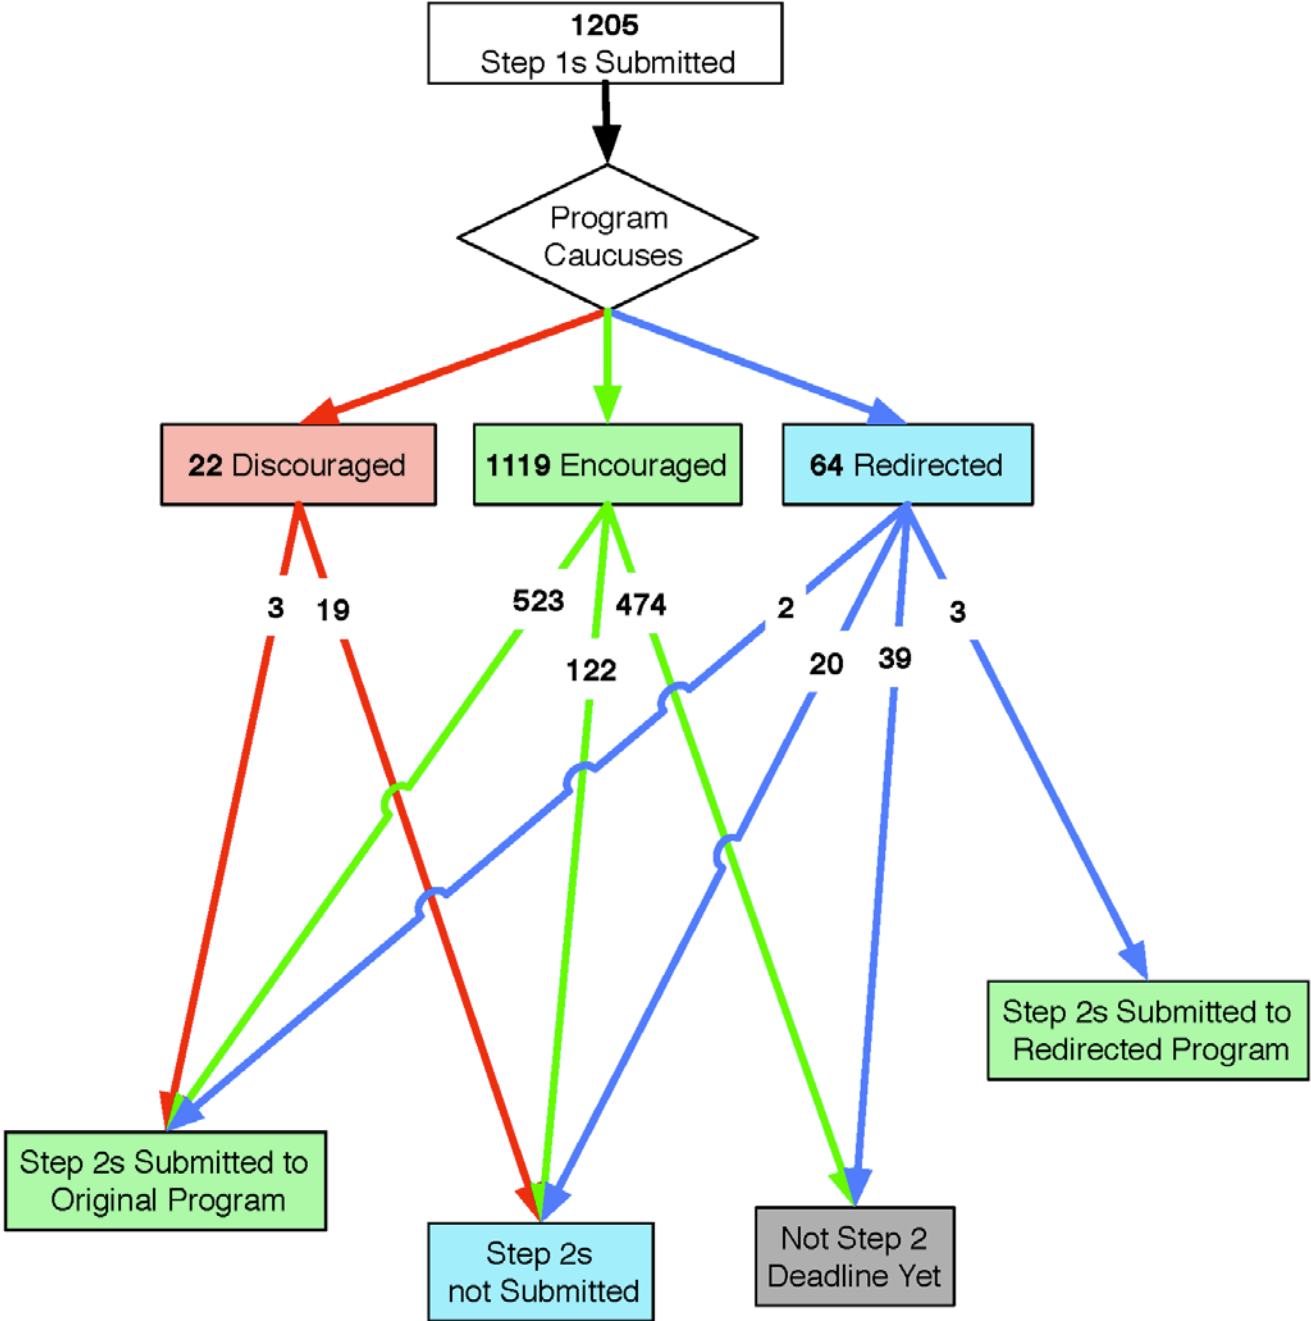 1205
Step 1s Submitted
Program
Caucuses
22 Discouraged
1119 Encouraged
64 Redirected
3
19
523
474
122
2
20
39
3
Step 2s Submitted to
Redirected Program
Step 2s Submitted to
Original Program
Step 2s
not Submitted
Not Step 2
Deadline Yet